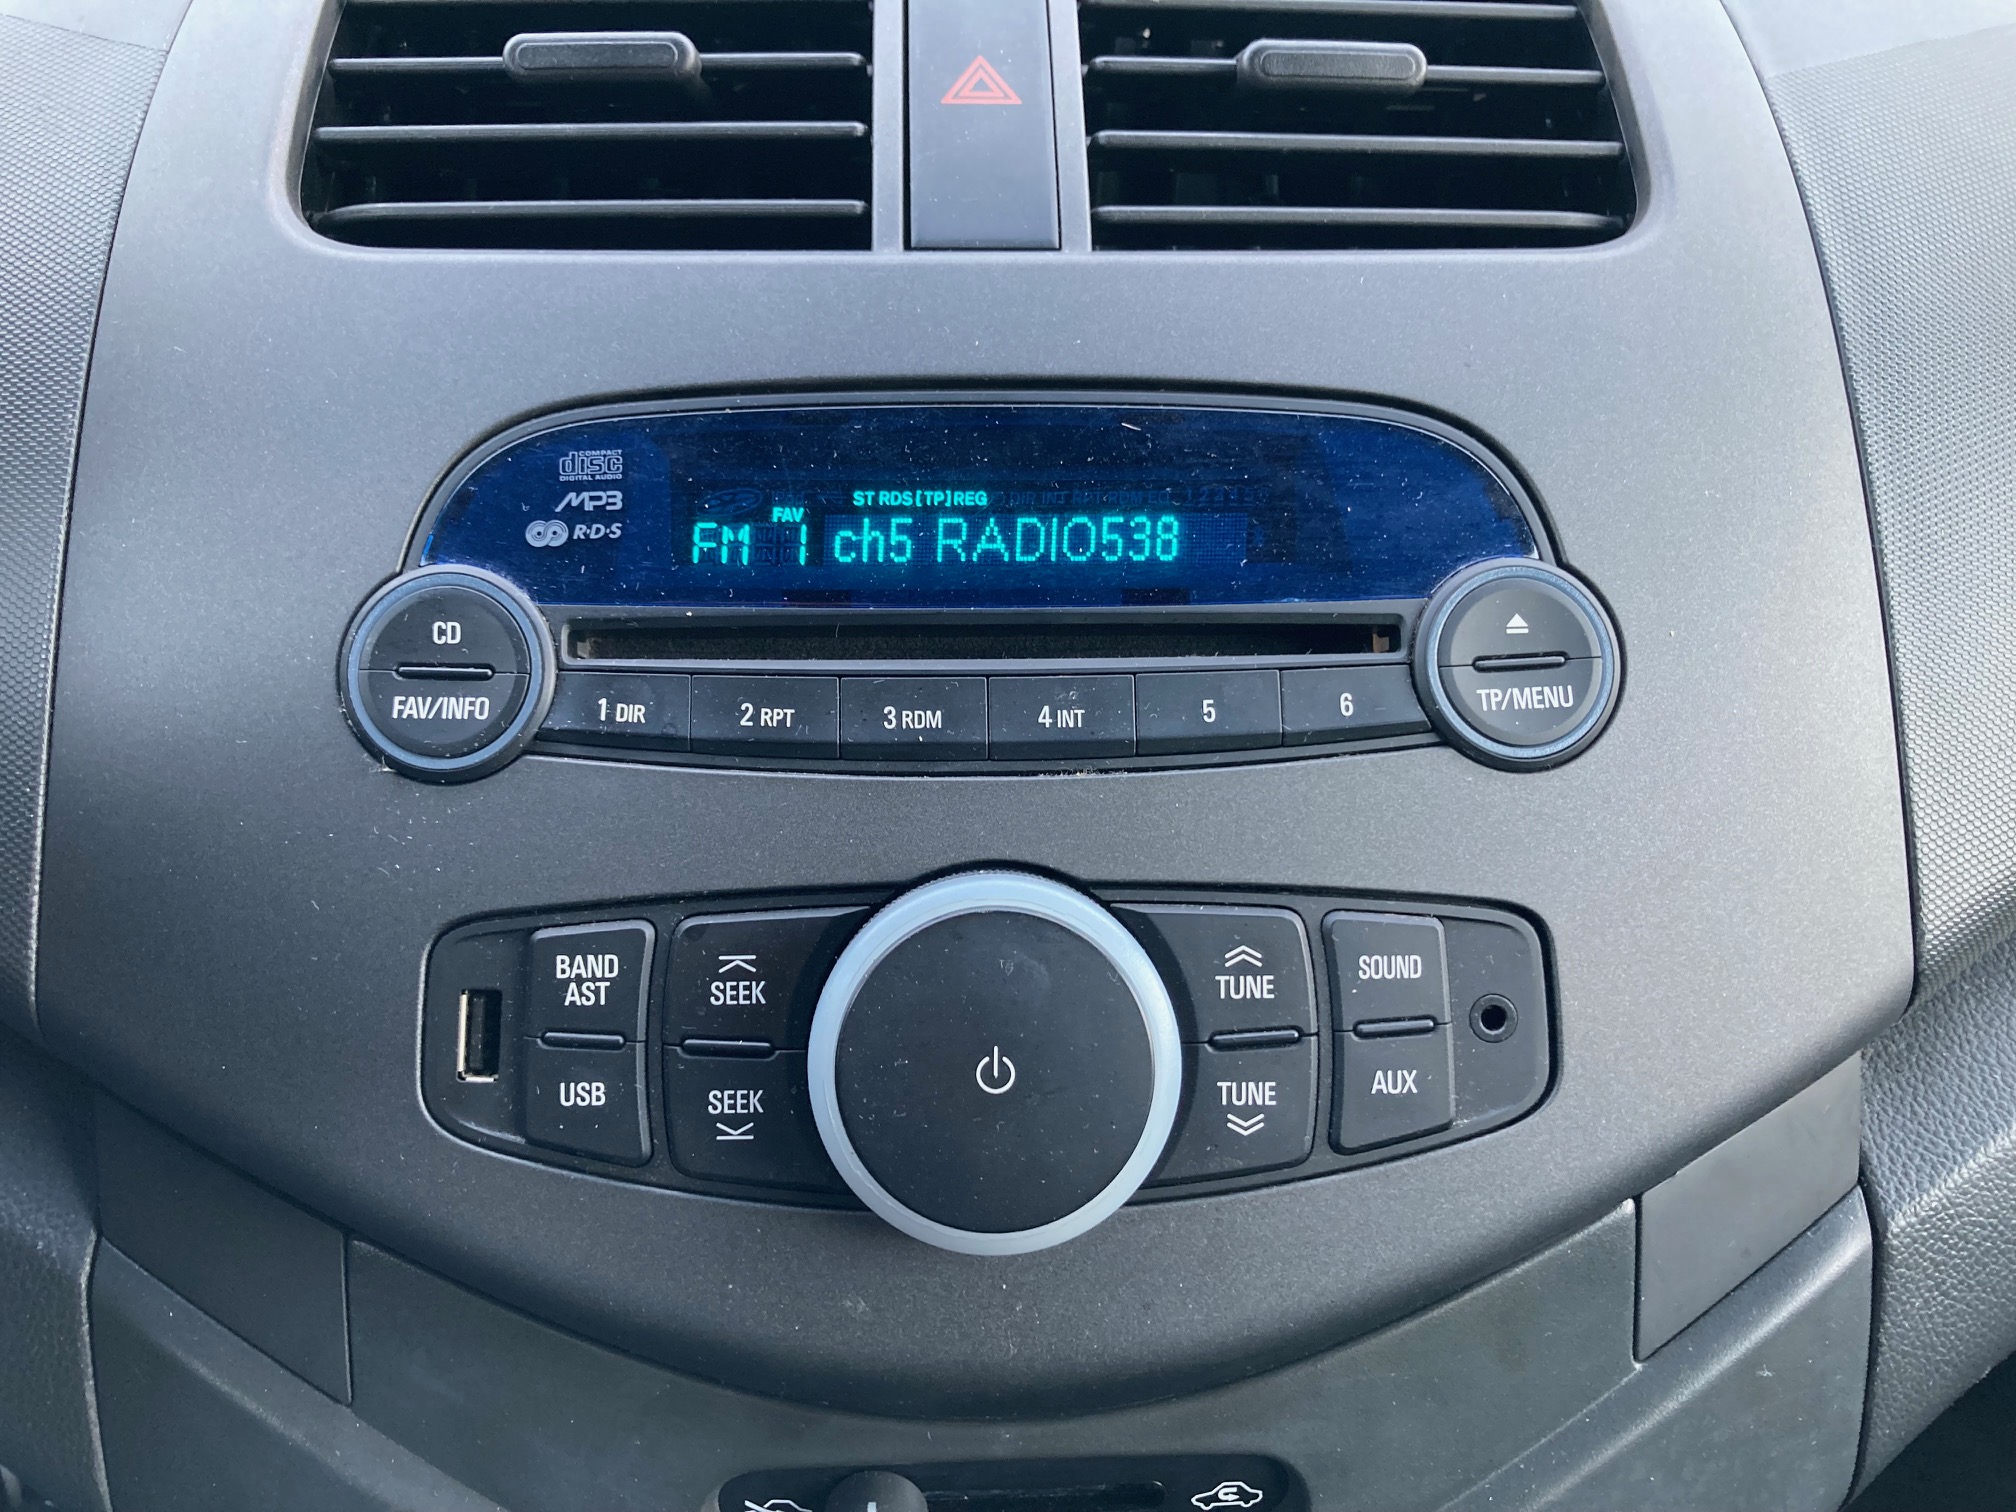 COMPACT
disc
DIGITAL AUDIO
MP3
R·D·S
ST RDS [TP] REG
FAV
FM 1 ch5 RADIO538
CD
FAV/INFO
1 DIR
2 RPT
3 RDM
4 INT
5
6
TP/MENU
BAND
AST
USB
SEEK
SEEK
TUNE
TUNE
SOUND
AUX